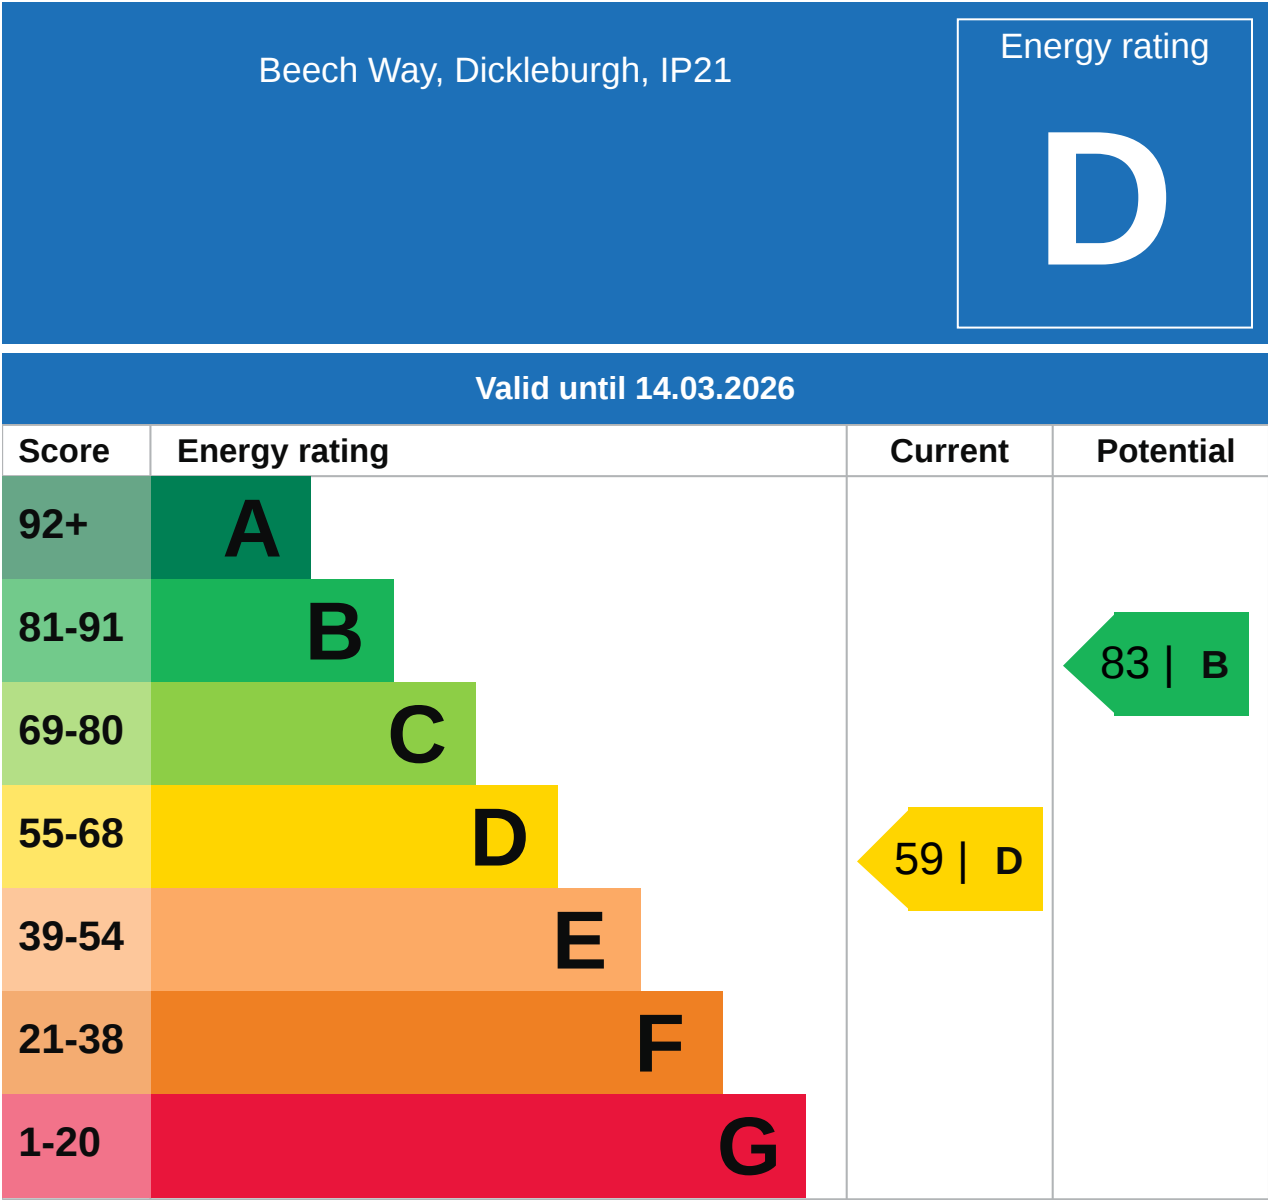 Beech Way, Dickleburgh, IP21
Energy rating
D
Valid until 14.03.2026
Score Energy rating Current Potential
92+ A
81-91 B
83 | B
69-80 C
55-68 D
59 | D
39-54 E
21-38 F
1-20 G